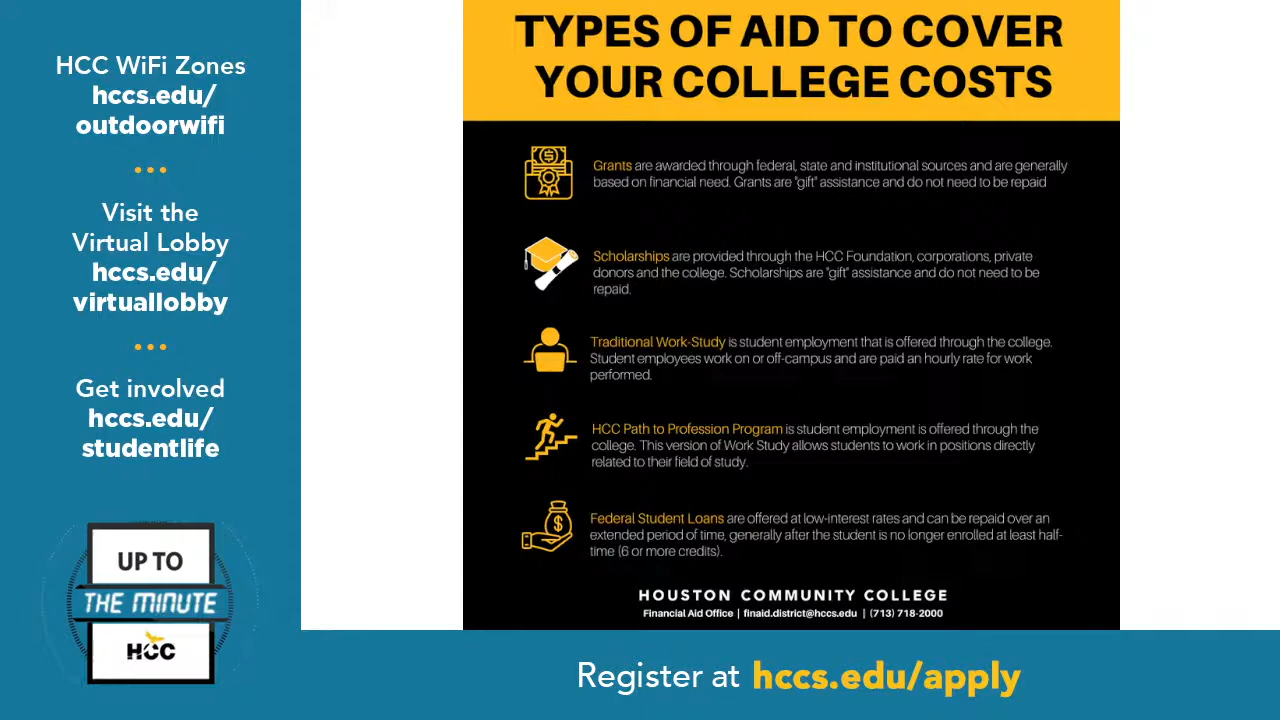 HCC WiFi Zones
hccs.edu/
outdoorwifi
Visit the
Virtual Lobby
hccs.edu/
virtuallobby
Get involved
hccs.edu/
studentlife
UP TO
THE MINUTE
HCC
TYPES OF AID TO COVER
YOUR COLLEGE COSTS
Grants are awarded through federal, state and institutional sources and are generally
based on financial need. Grants are "gift" assistance and do not need to be repaid
Scholarships are provided through the HCC Foundation, corporations, private
donors and the college. Scholarships are "gift" assistance and do not need to be
repaid.
Traditional Work-Study is student employment that is offered through the college.
Student employees work on or off-campus and are paid an hourly rate for work
performed.
HCC Path to Profession Program is student employment is offered through the
college. This version of Work Study allows students to work in positions directly
related to their field of study.
Federal Student Loans are offered at low-interest rates and can be repaid over an
extended period of time, generally after the student is no longer enrolled at least half-
time (6 or more credits).
HOUSTON COMMUNITY COLLEGE
Financial Aid Office | finaid.district@hccs.edu | (713) 718-2000
Register at hccs.edu/apply